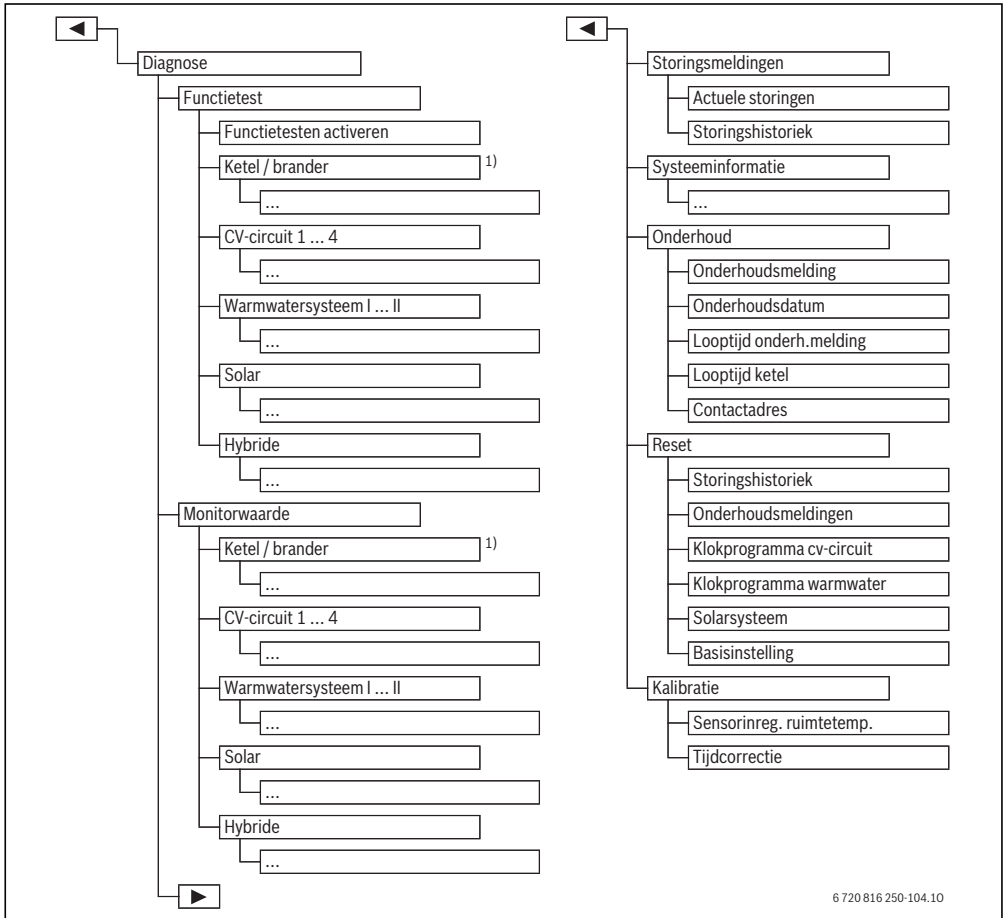 Diagnose
Functietest
Functietesten activeren
Ketel / brander 1)
...
CV-circuit 1 ... 4
...
Warmwatersysteem I ... II
...
Solar
...
Hybride
...
Monitorwaarde
Ketel / brander 1)
...
CV-circuit 1 ... 4
...
Warmwatersysteem I ... II
...
Solar
...
Hybride
...
Storingsmeldingen
Actuele storingen
Storingshistoriek
Systeeminformatie
...
Onderhoud
Onderhoudsmelding
Onderhoudsdatum
Looptijd onderh.melding
Looptijd ketel
Contactadres
Reset
Storingshistoriek
Onderhoudsmeldingen
Klokprogramma cv-circuit
Klokprogramma warmwater
Solarsysteem
Basisinstelling
Kalibratie
Sensorinreg. ruimtetemp.
Tijdcorrectie
6 720 816 250-104.1O